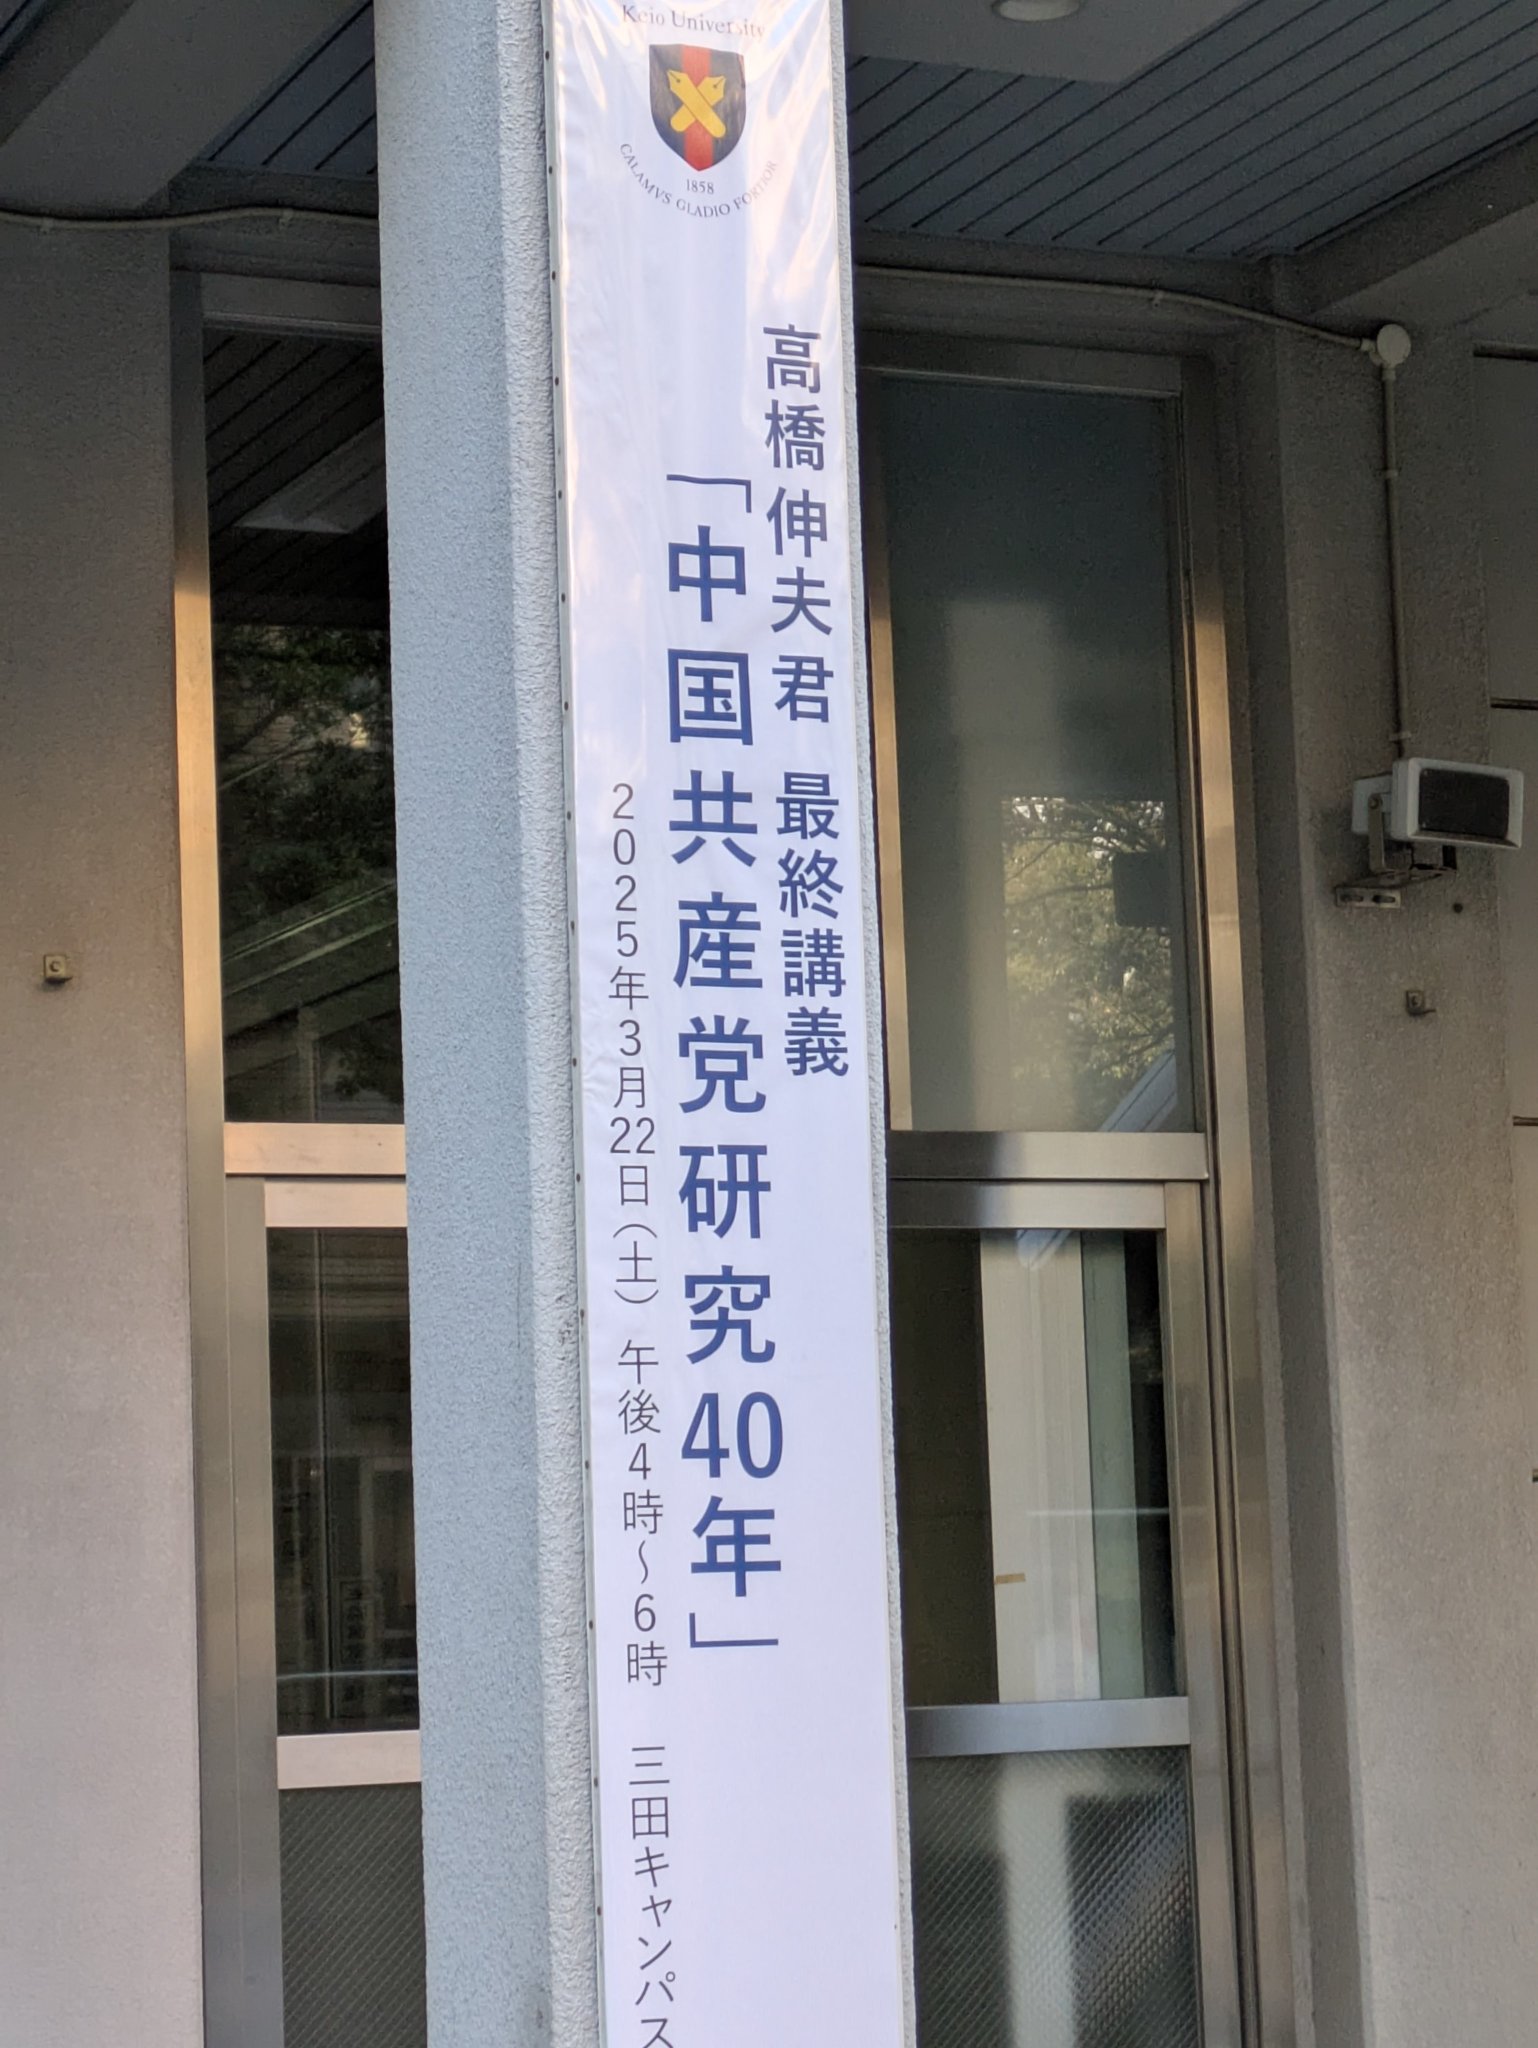 Keio University
1858
CALAMVS GLADIO FORTIOR
高橋伸夫君 最終講義
「中国共産党研究40年」
2025年3月22日(土) 午後4時～6時 三田キャンパス